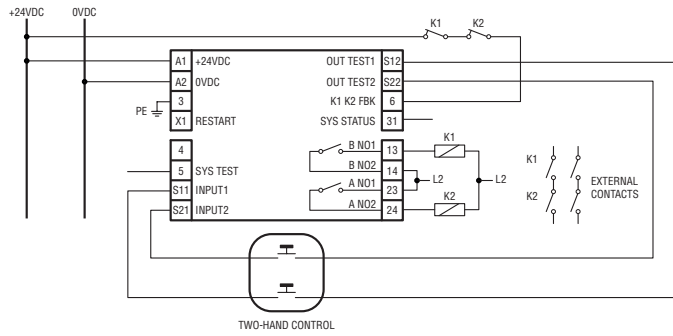 +24VDC 0VDC
K1 K2
A1 +24VDC OUT TEST1 S12
A2 0VDC OUT TEST2 S22
PE 3 K1 K2 FBK 6
X1 RESTART SYS STATUS 31
4 B NO1 13 K1
5 SYS TEST B NO2 14 L2 L2
S11 INPUT1 A NO1 23
S21 INPUT2 A NO2 24 K2
K1
K2
EXTERNAL
CONTACTS
TWO-HAND CONTROL